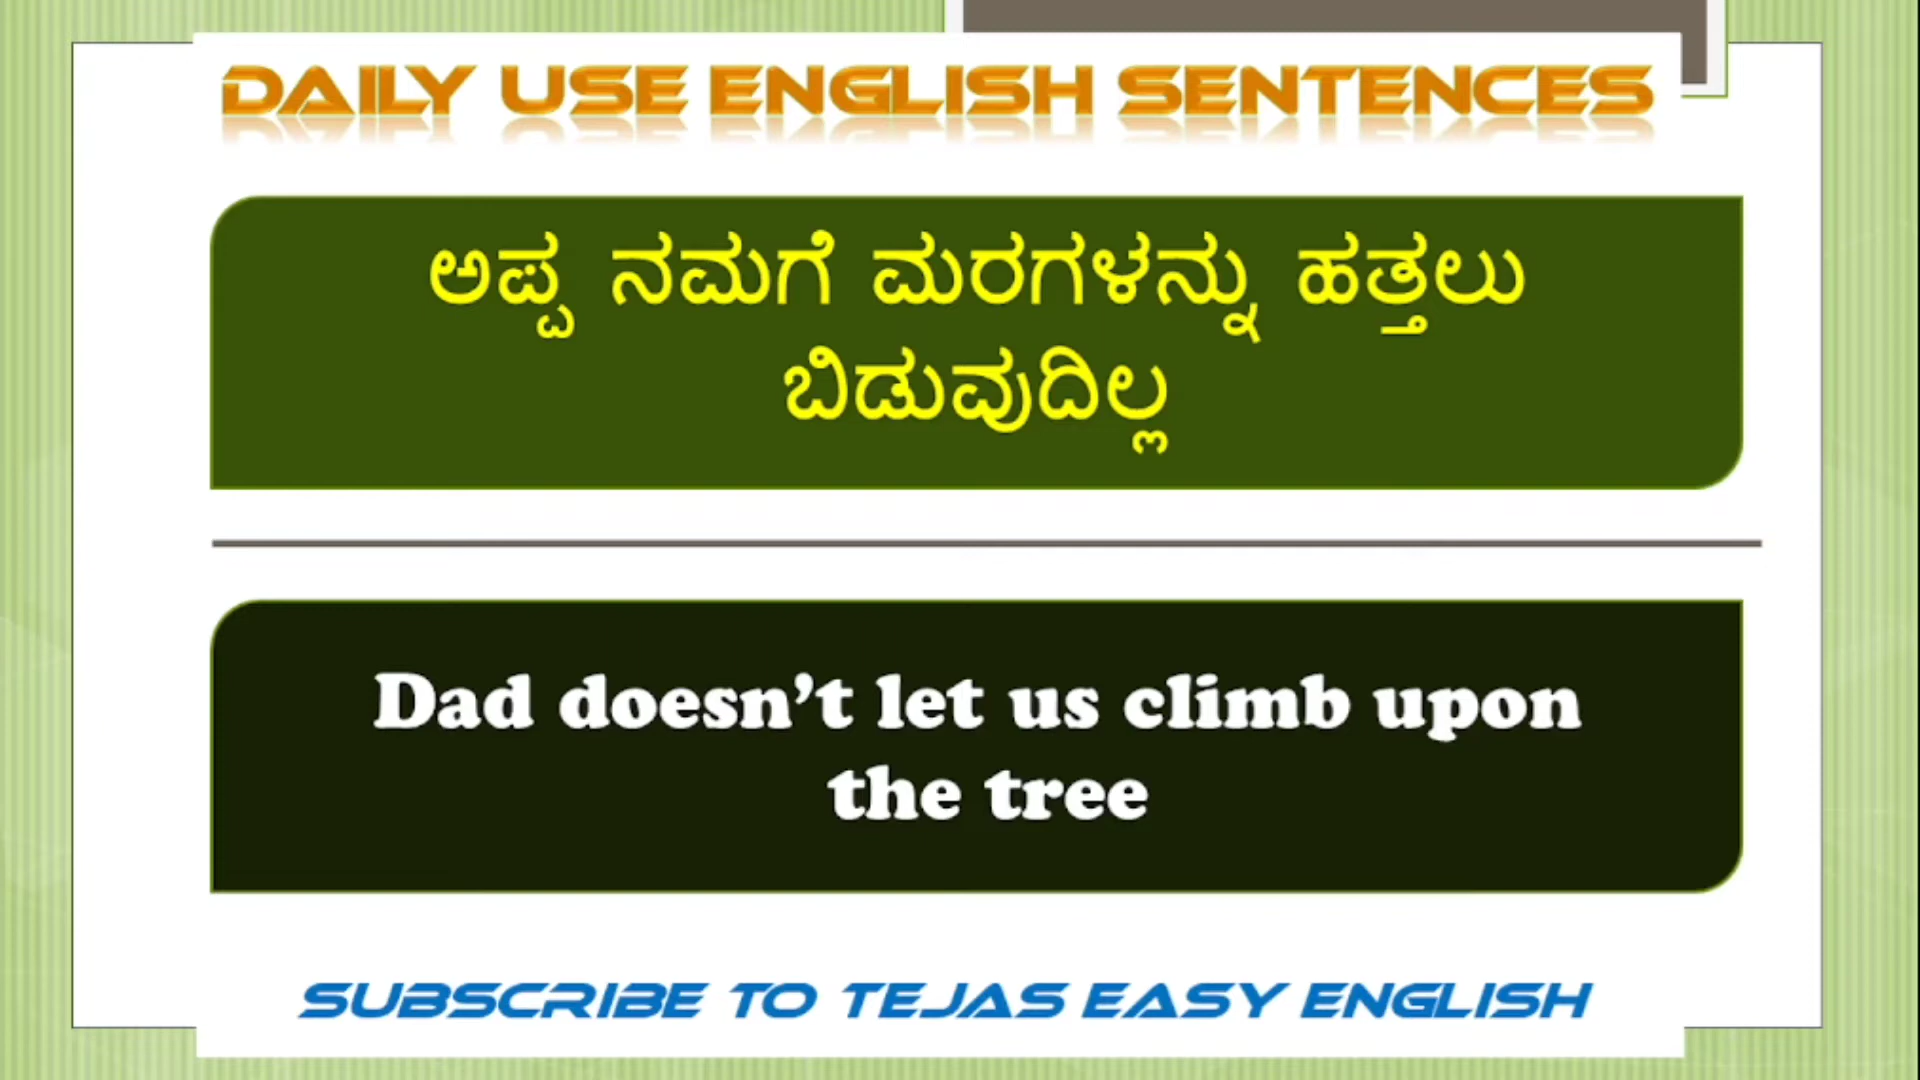 DAILY USE ENGLISH SENTENCES
ಅಪ್ಪ ನಮಗೆ ಮರಗಳನ್ನು ಹತ್ತಲು
ಬಿಡುವುದಿಲ್ಲ
Dad doesn’t let us climb upon
the tree
SUBSCRIBE TO TEJAS EASY ENGLISH